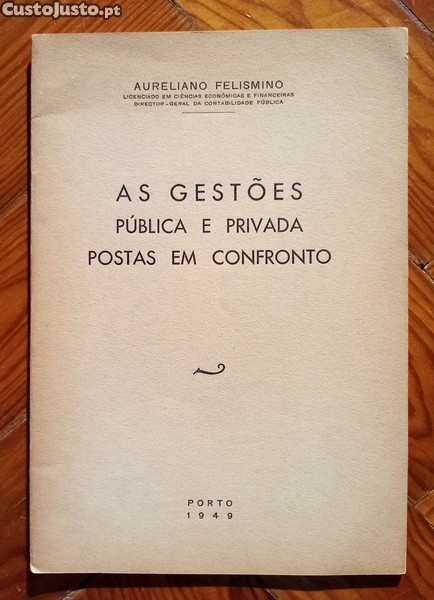 CustoJusto.pt
AURELIANO FELISMINO
LICENCIADO EM CIÊNCIAS ECONÓMICAS E FINANCEIRAS
DIRECTOR-GERAL DA CONTABILIDADE PÚBLICA
AS GESTÕES
PÚBLICA E PRIVADA
POSTAS EM CONFRONTO
PORTO
1949